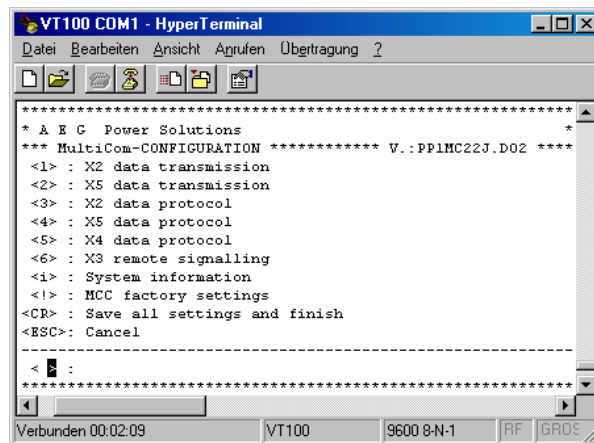 VT100 COM1 - HyperTerminal
Datei Bearbeiten Ansicht Anrufen Übertragung ?
******************************************************************
* A E G  Power Solutions                                         *
*** MultiCom-CONFIGURATION ************ V.:PP1MC22J.D02 ****
<1> : X2 data transmission
<2> : X5 data transmission
<3> : X2 data protocol
<4> : X5 data protocol
<5> : X4 data protocol
<6> : X3 remote signalling
<i> : System information
<!> : MCC factory settings
<CR> : Save all settings and finish
<ESC>: Cancel
------------------------------------------------------------------
< > :
******************************************************************
Verbunden 00:02:09 VT100 9600 8-N-1 RF GROS